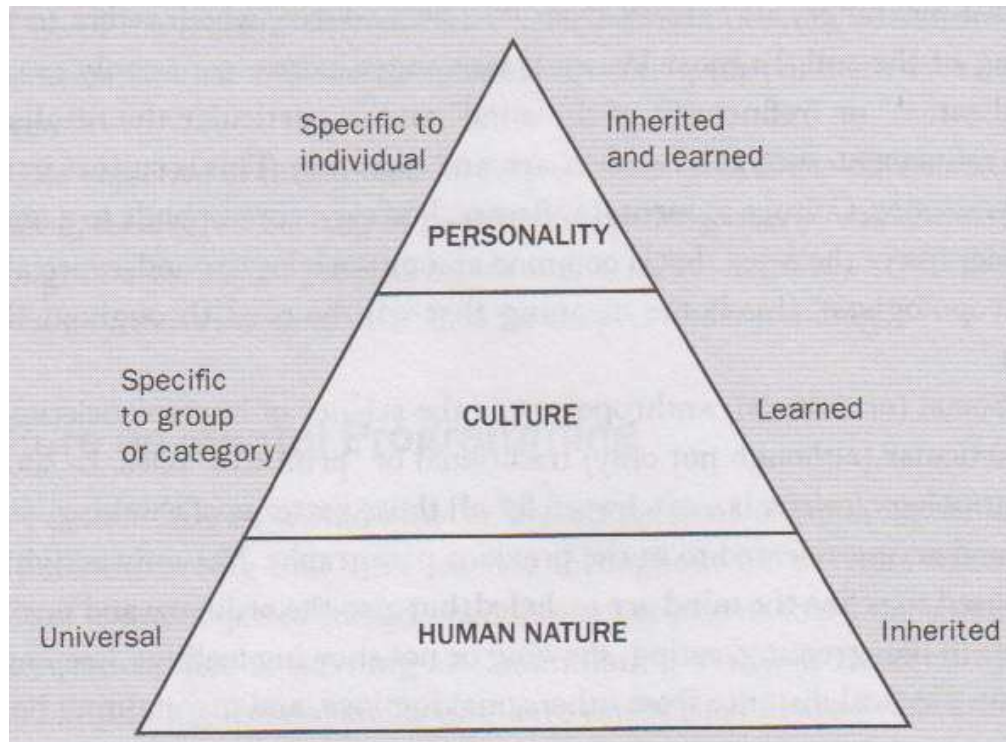 Specific to
individual
Inherited
and learned
PERSONALITY
Specific
to group
or category
CULTURE
Learned
Universal
HUMAN NATURE
Inherited